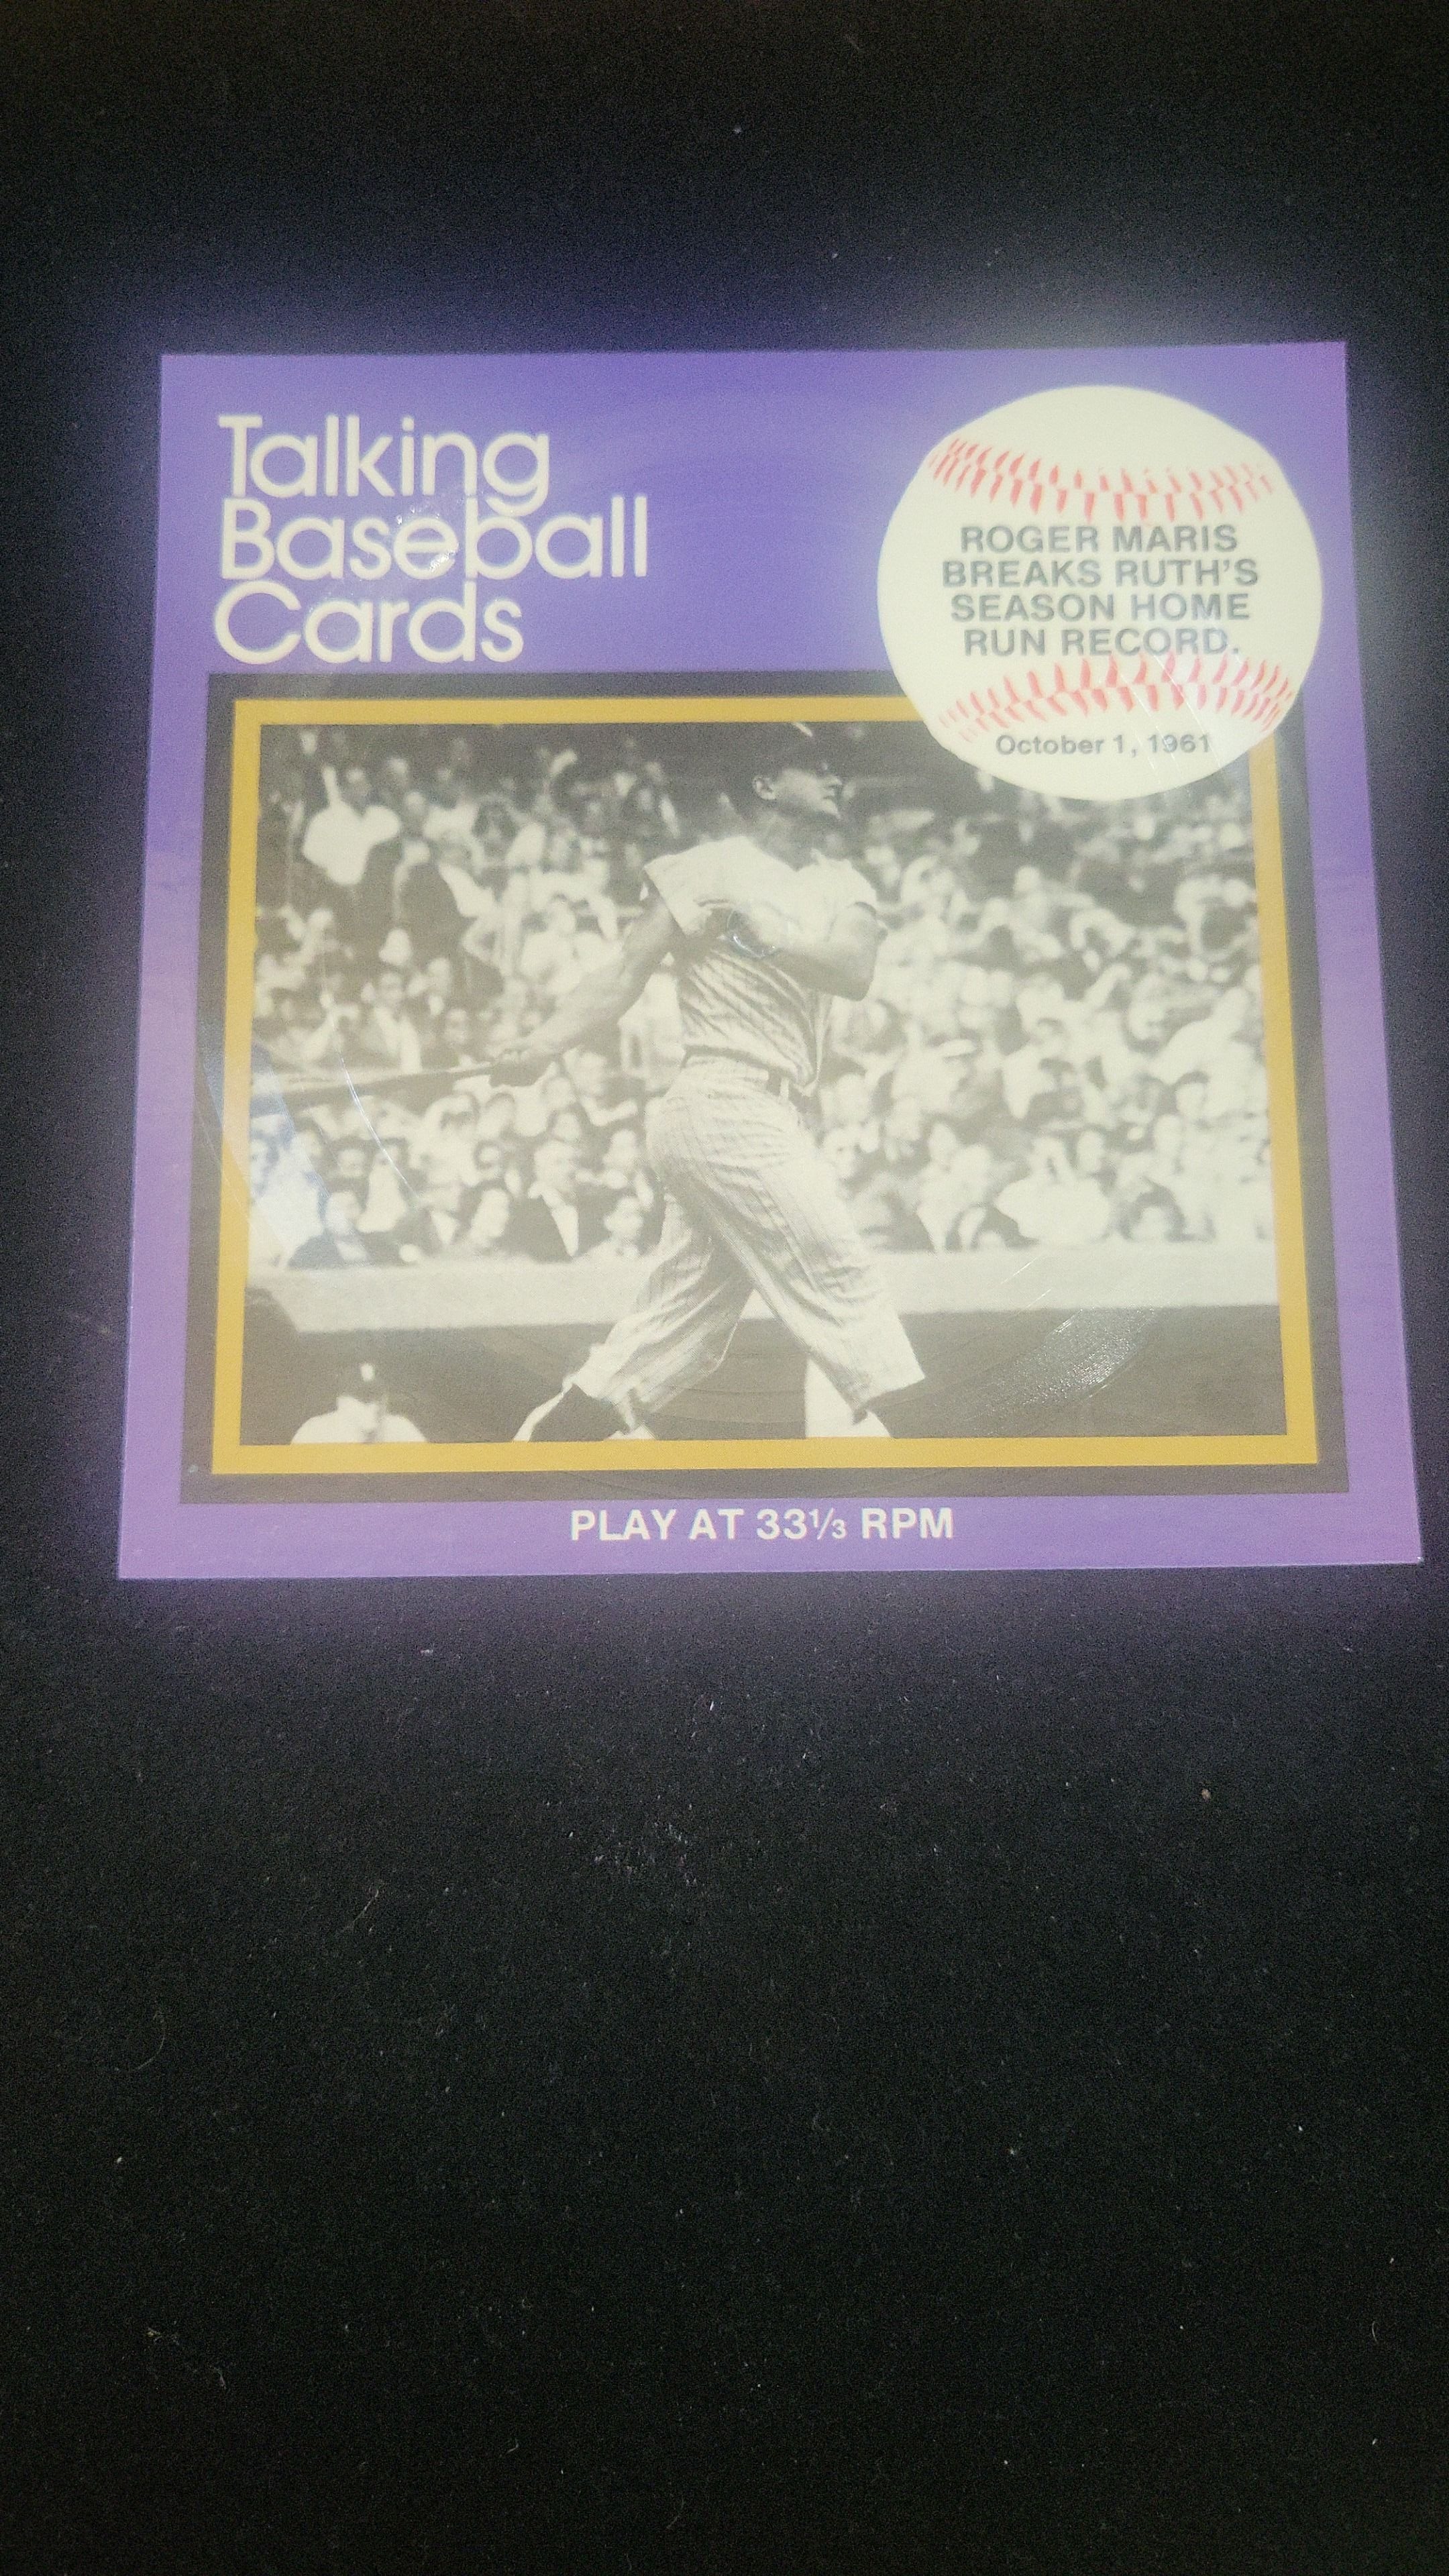 Talking
Baseball
Cards
ROGER MARIS
BREAKS RUTH'S
SEASON HOME
RUN RECORD.
October 1, 1961
PLAY AT 33⅓ RPM